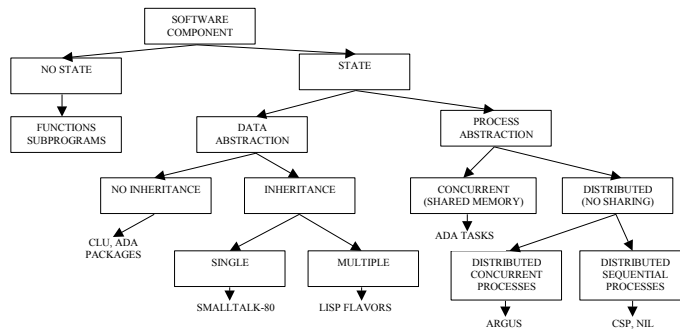 SOFTWARE
COMPONENT
NO STATE
STATE
FUNCTIONS
SUBPROGRAMS
DATA
ABSTRACTION
PROCESS
ABSTRACTION
NO INHERITANCE
INHERITANCE
CONCURRENT
(SHARED MEMORY)
DISTRIBUTED
(NO SHARING)
CLU, ADA
PACKAGES
ADA TASKS
SINGLE
MULTIPLE
DISTRIBUTED
CONCURRENT
PROCESSES
DISTRIBUTED
SEQUENTIAL
PROCESSES
SMALLTALK-80
LISP FLAVORS
ARGUS
CSP, NIL